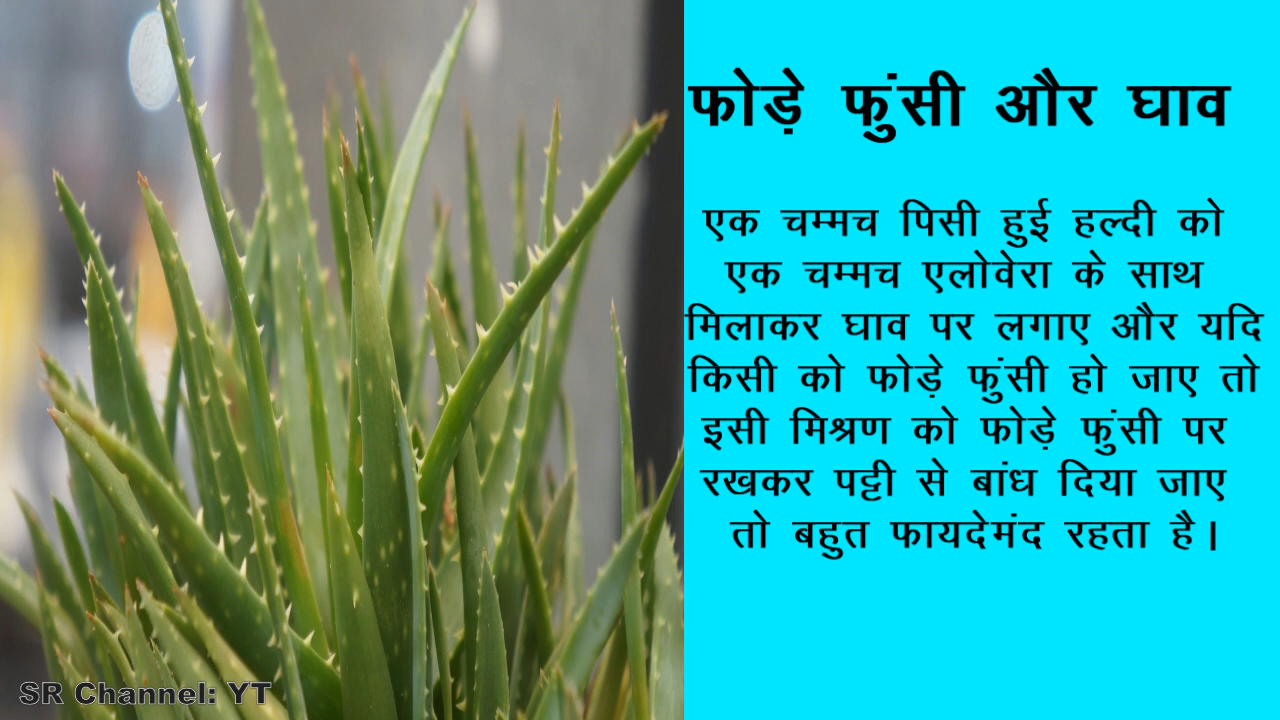 फोड़े फुंसी और घाव
एक चम्मच पिसी हुई हल्दी को
एक चम्मच एलोवेरा के साथ
मिलाकर घाव पर लगाए और यदि
किसी को फोड़े फुंसी हो जाए तो
इसी मिश्रण को फोड़े फुंसी पर
रखकर पट्टी से बांध दिया जाए
तो बहुत फायदेमंद रहता है।
SR Channel: YT